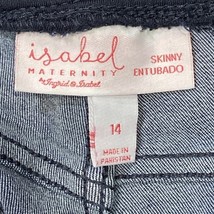 isabel
MATERNITY
by Ingrid & Isabel
SKINNY
ENTUBADO
14
MADE IN
PAKISTAN